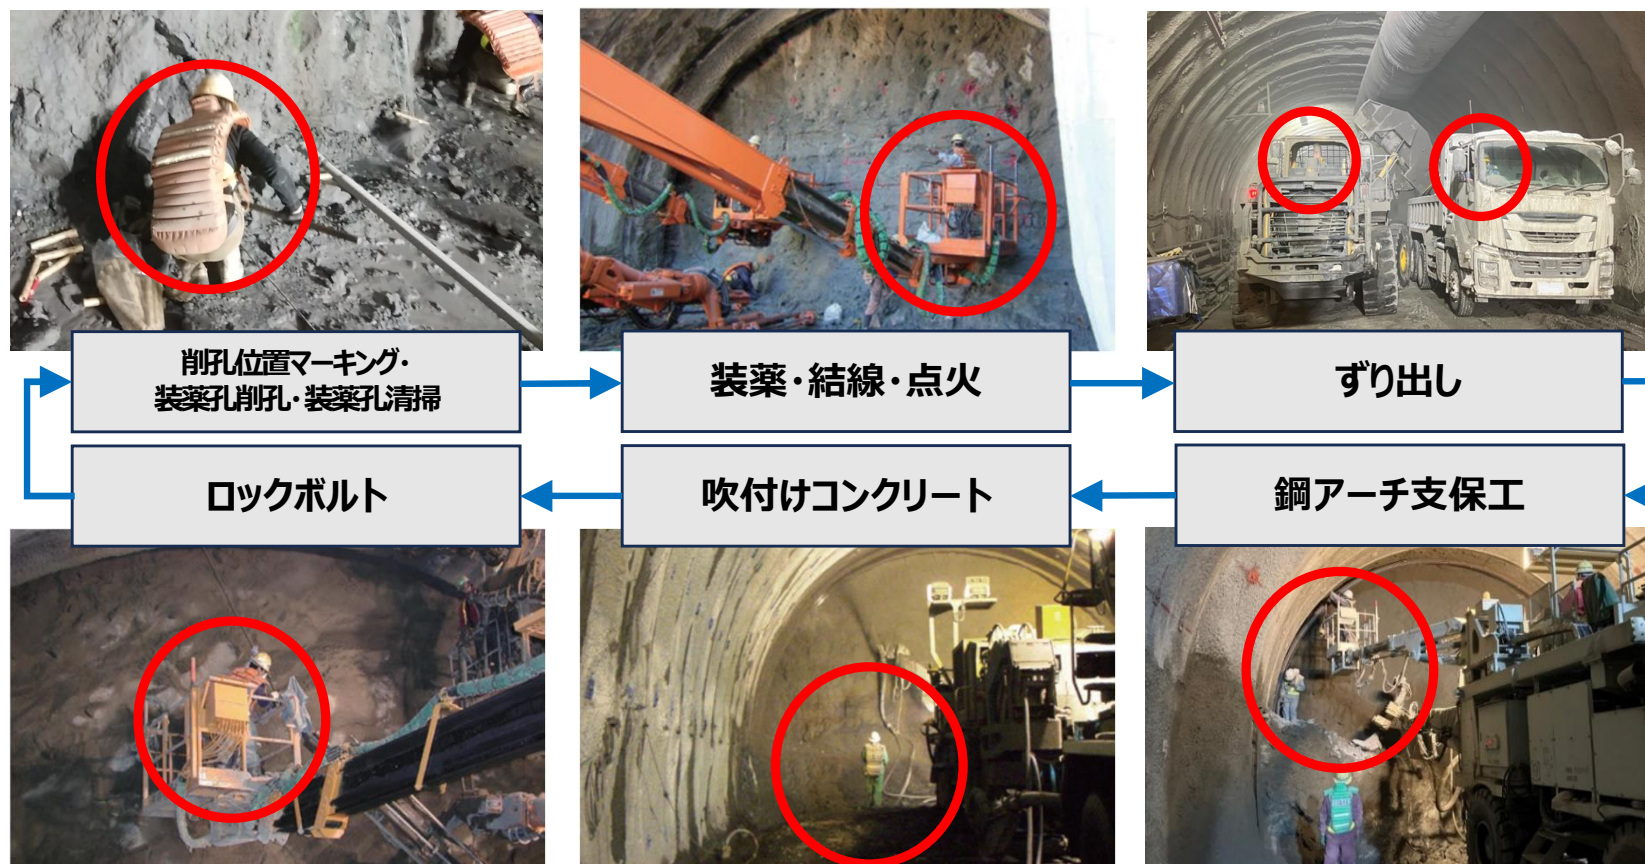 削孔位置マーキング・
装薬孔削孔・装薬孔清掃
装薬・結線・点火
ずり出し
ロックボルト
吹付けコンクリート
鋼アーチ支保工